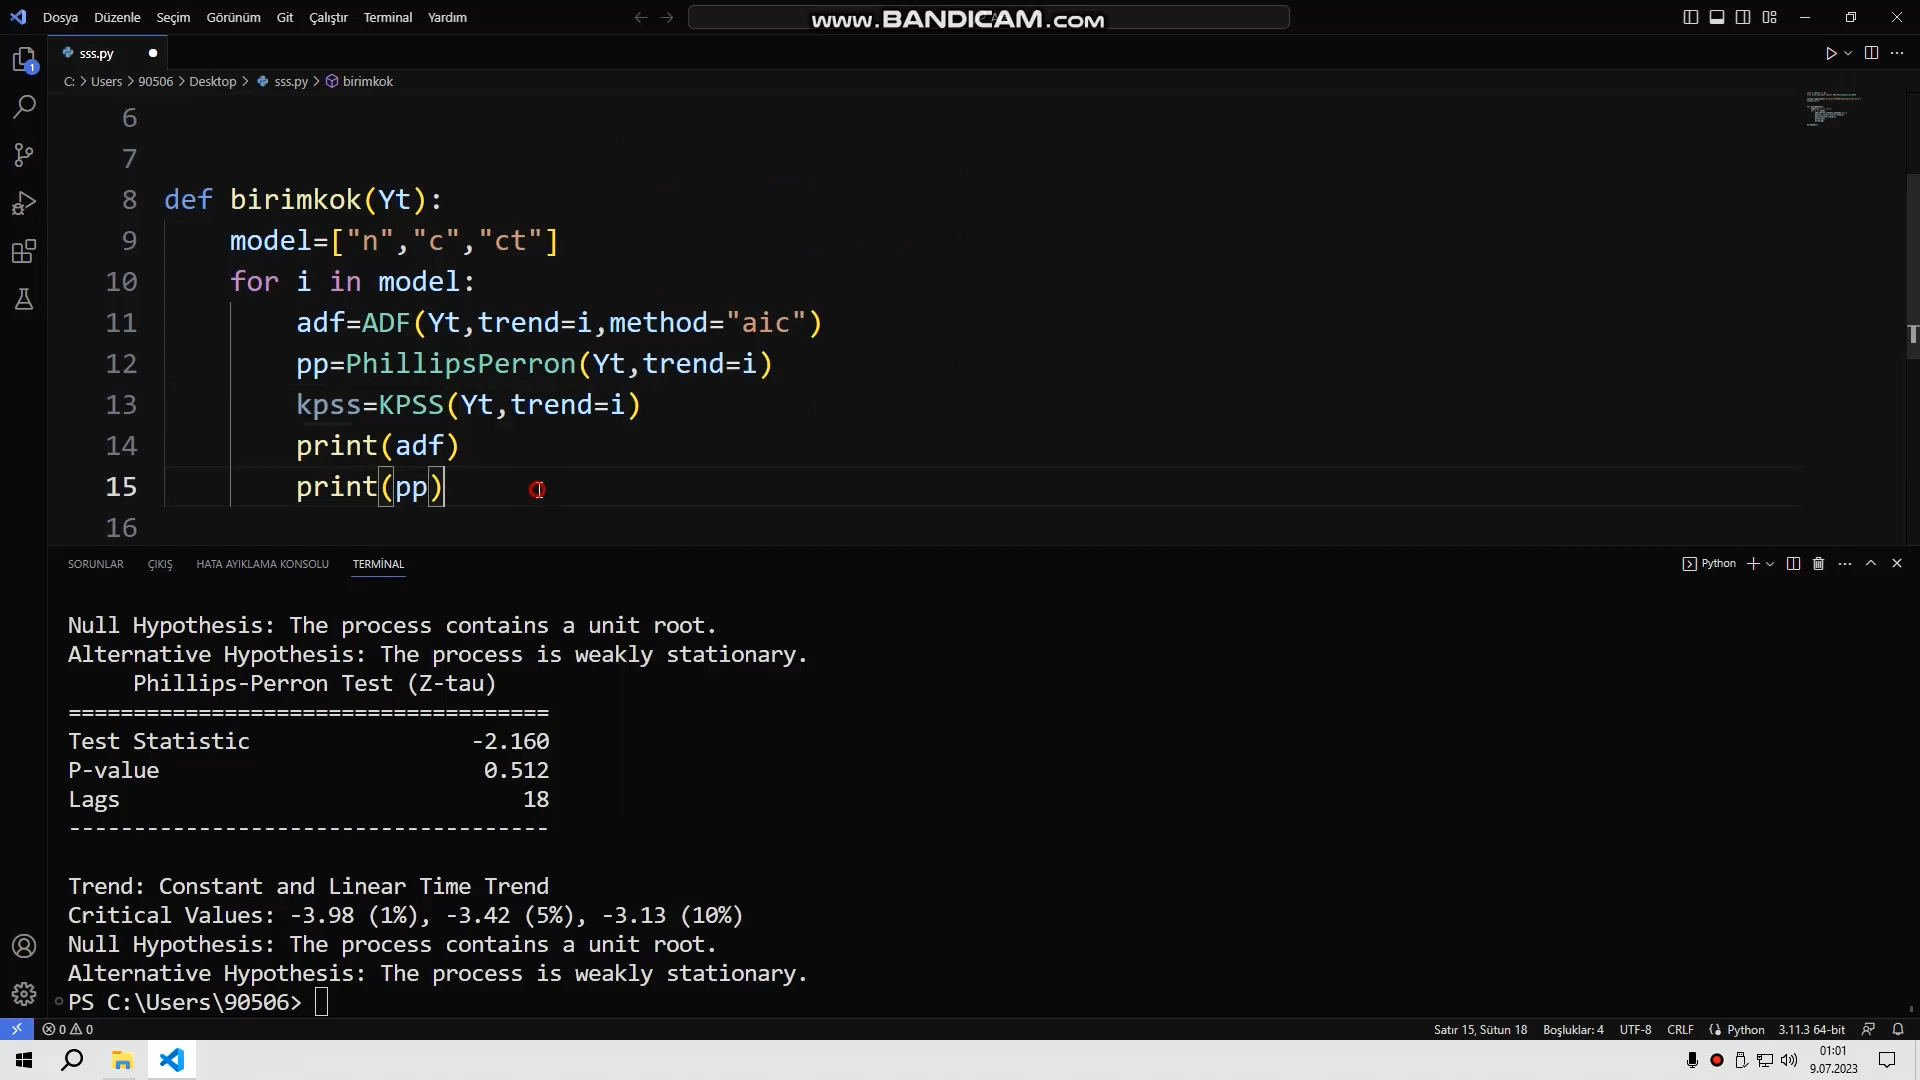 Dosya Düzenle Seçim Görünüm Git Çalıştır Terminal Yardım
www.BANDICAM.com
sss.py
C: > Users > 90506 > Desktop > sss.py > birimkok
6
7
8 def birimkok(Yt):
9 model=["n","c","ct"]
10 for i in model:
11 adf=ADF(Yt,trend=i,method="aic")
12 pp=PhillipsPerron(Yt,trend=i)
13 kpss=KPSS(Yt,trend=i)
14 print(adf)
15 print(pp)
16
SORUNLAR ÇIKIŞ HATA AYIKLAMA KONSOLU TERMİNAL
Python
Null Hypothesis: The process contains a unit root.
Alternative Hypothesis: The process is weakly stationary.
Phillips-Perron Test (Z-tau)
=====================================
Test Statistic -2.160
P-value 0.512
Lags 18
-------------------------------------
Trend: Constant and Linear Time Trend
Critical Values: -3.98 (1%), -3.42 (5%), -3.13 (10%)
Null Hypothesis: The process contains a unit root.
Alternative Hypothesis: The process is weakly stationary.
PS C:\Users\90506>
0 0 Satır 15, Sütun 18 Boşluklar: 4 UTF-8 CRLF Python 3.11.3 64-bit
01:01
9.07.2023
1